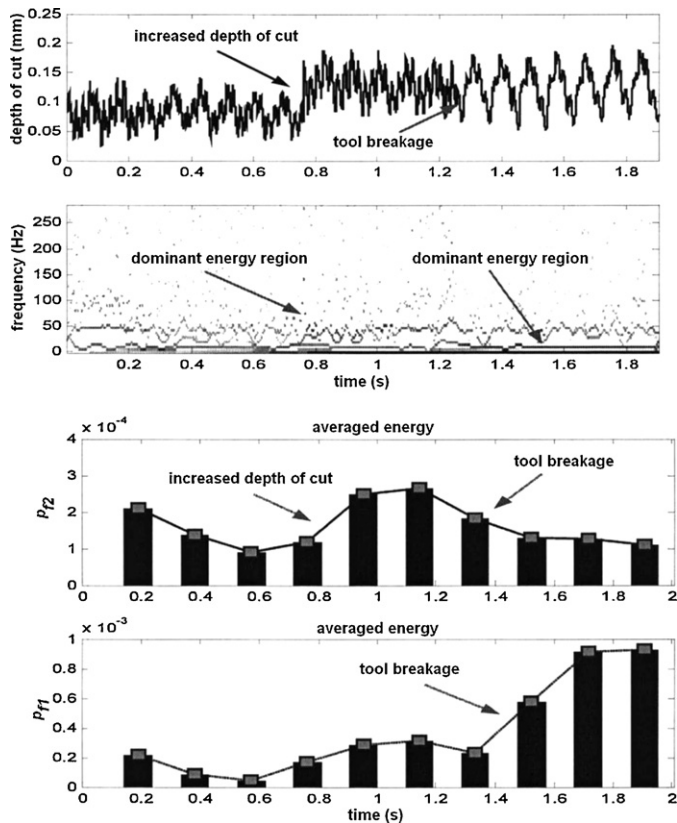 0.25
0.2
0.15
0.1
0.05
0
depth of cut (mm)
increased depth of cut
tool breakage
0 0.2 0.4 0.6 0.8 1 1.2 1.4 1.6 1.8
250
200
150
100
50
0
frequency (Hz)
dominant energy region
dominant energy region
0 0.2 0.4 0.6 0.8 1 1.2 1.4 1.6 1.8
time (s)
× 10⁻⁴
averaged energy
4
3
2
1
0
pf2
increased depth of cut
tool breakage
0 0.2 0.4 0.6 0.8 1 1.2 1.4 1.6 1.8 2
× 10⁻³
averaged energy
1
0.8
0.6
0.4
0.2
0
pf1
tool breakage
0 0.2 0.4 0.6 0.8 1 1.2 1.4 1.6 1.8 2
time (s)